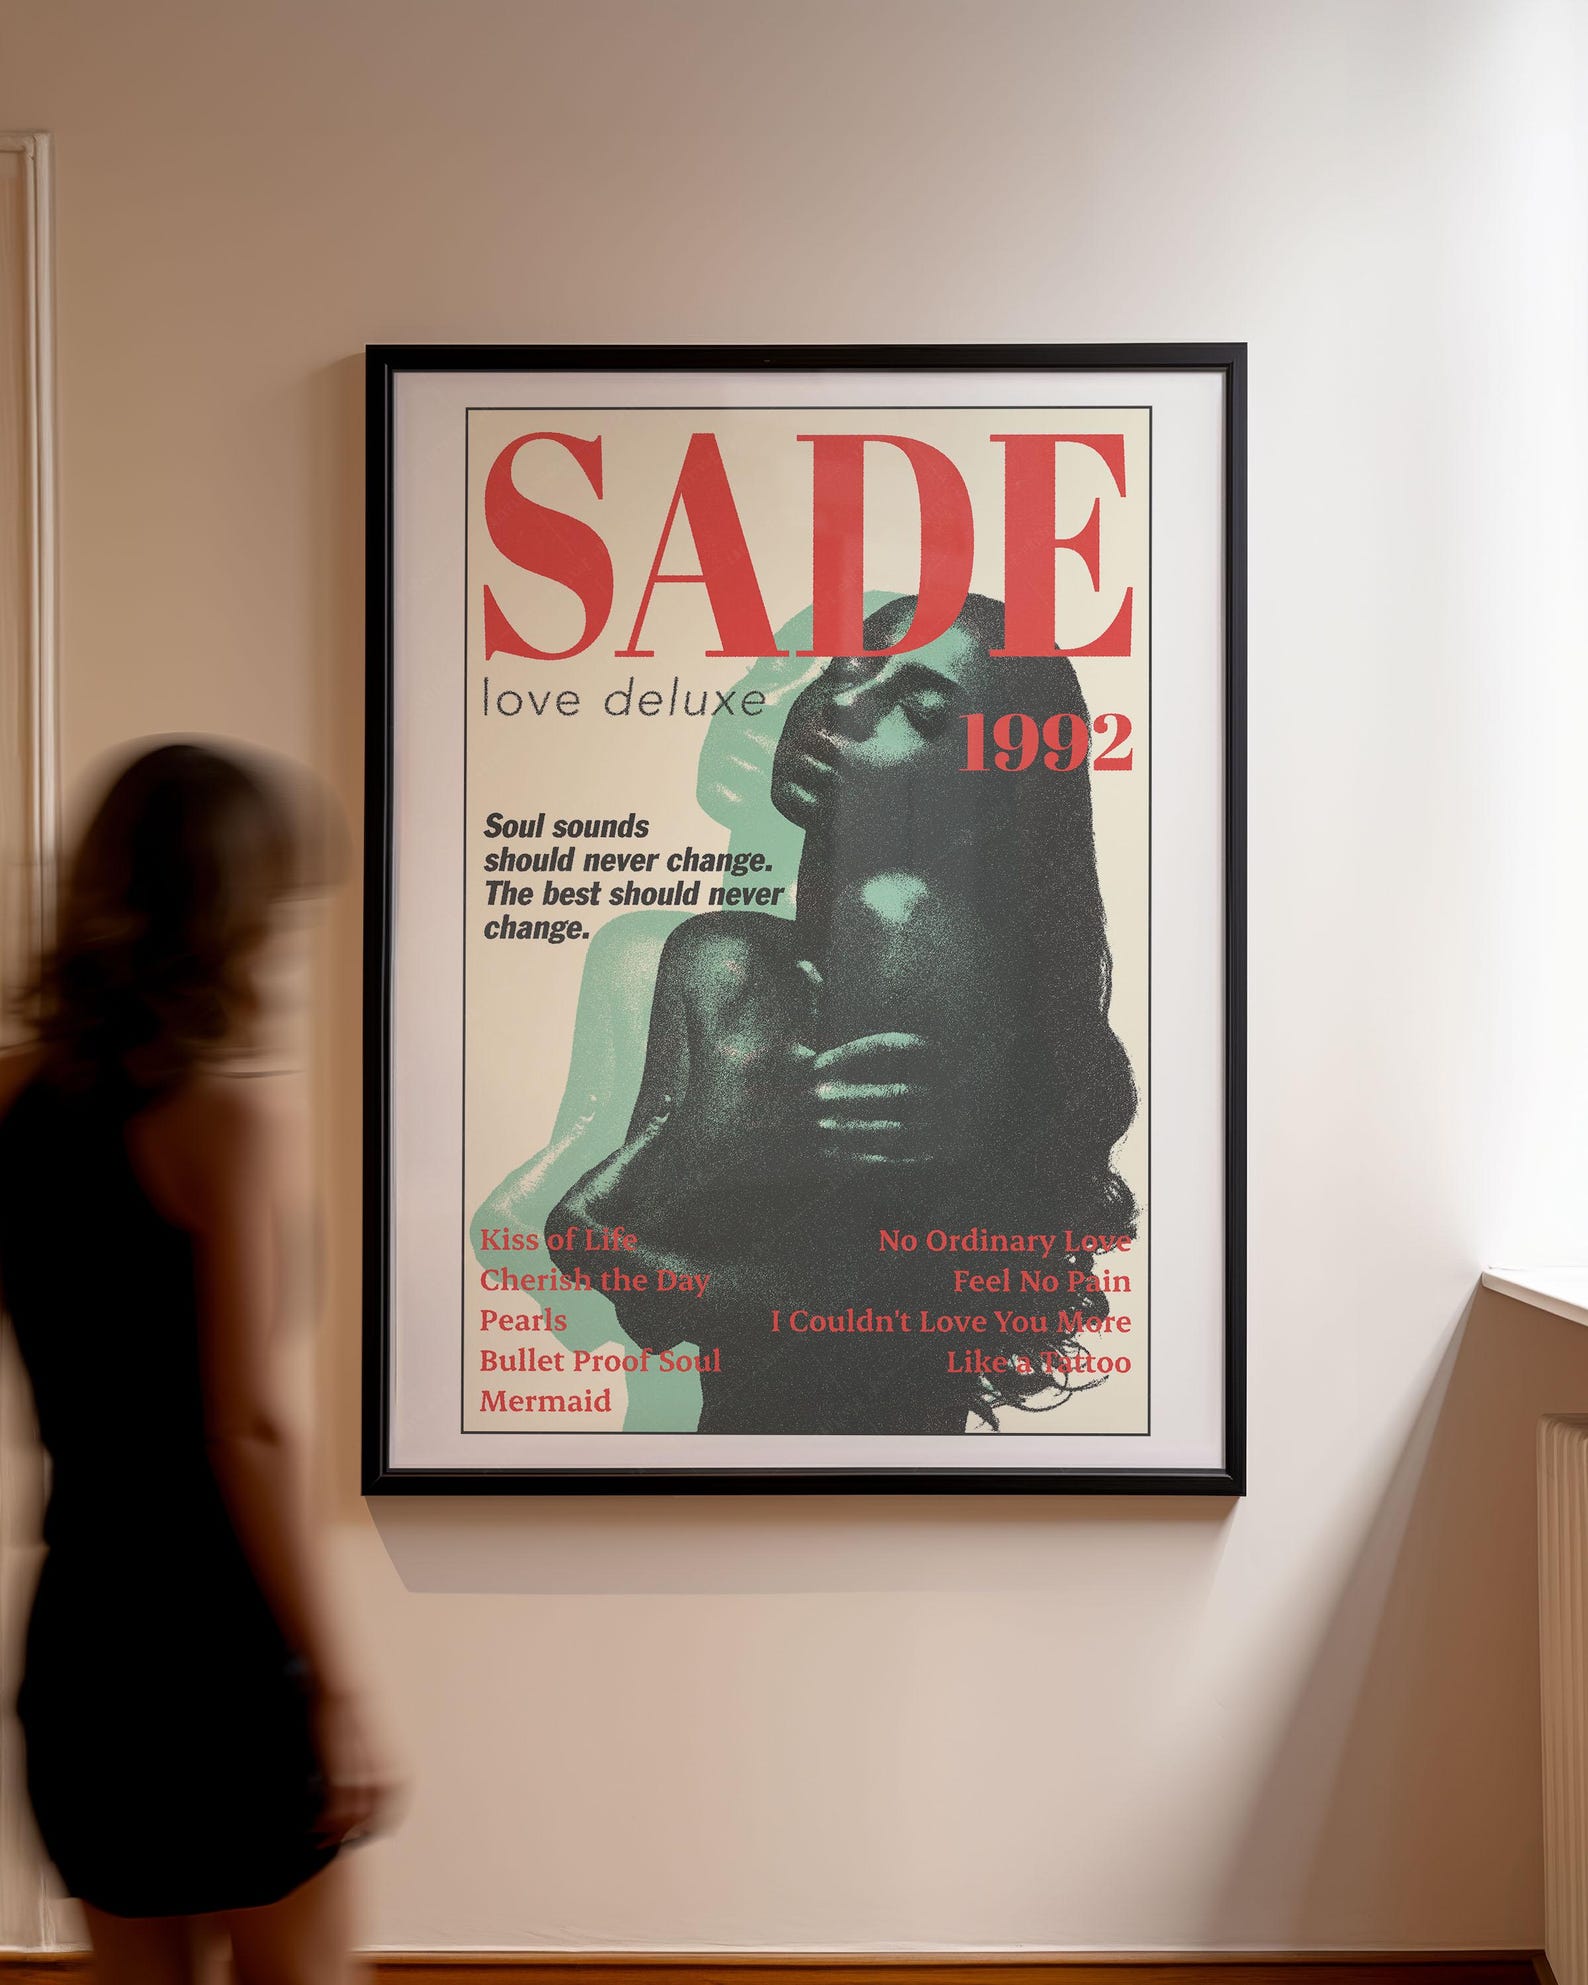 SADE
love deluxe
1992
Soul sounds
should never change.
The best should never
change.
Kiss of Life
Cherish the Day
Pearls
Bullet Proof Soul
Mermaid
No Ordinary Love
Feel No Pain
I Couldn't Love You More
Like a Tattoo